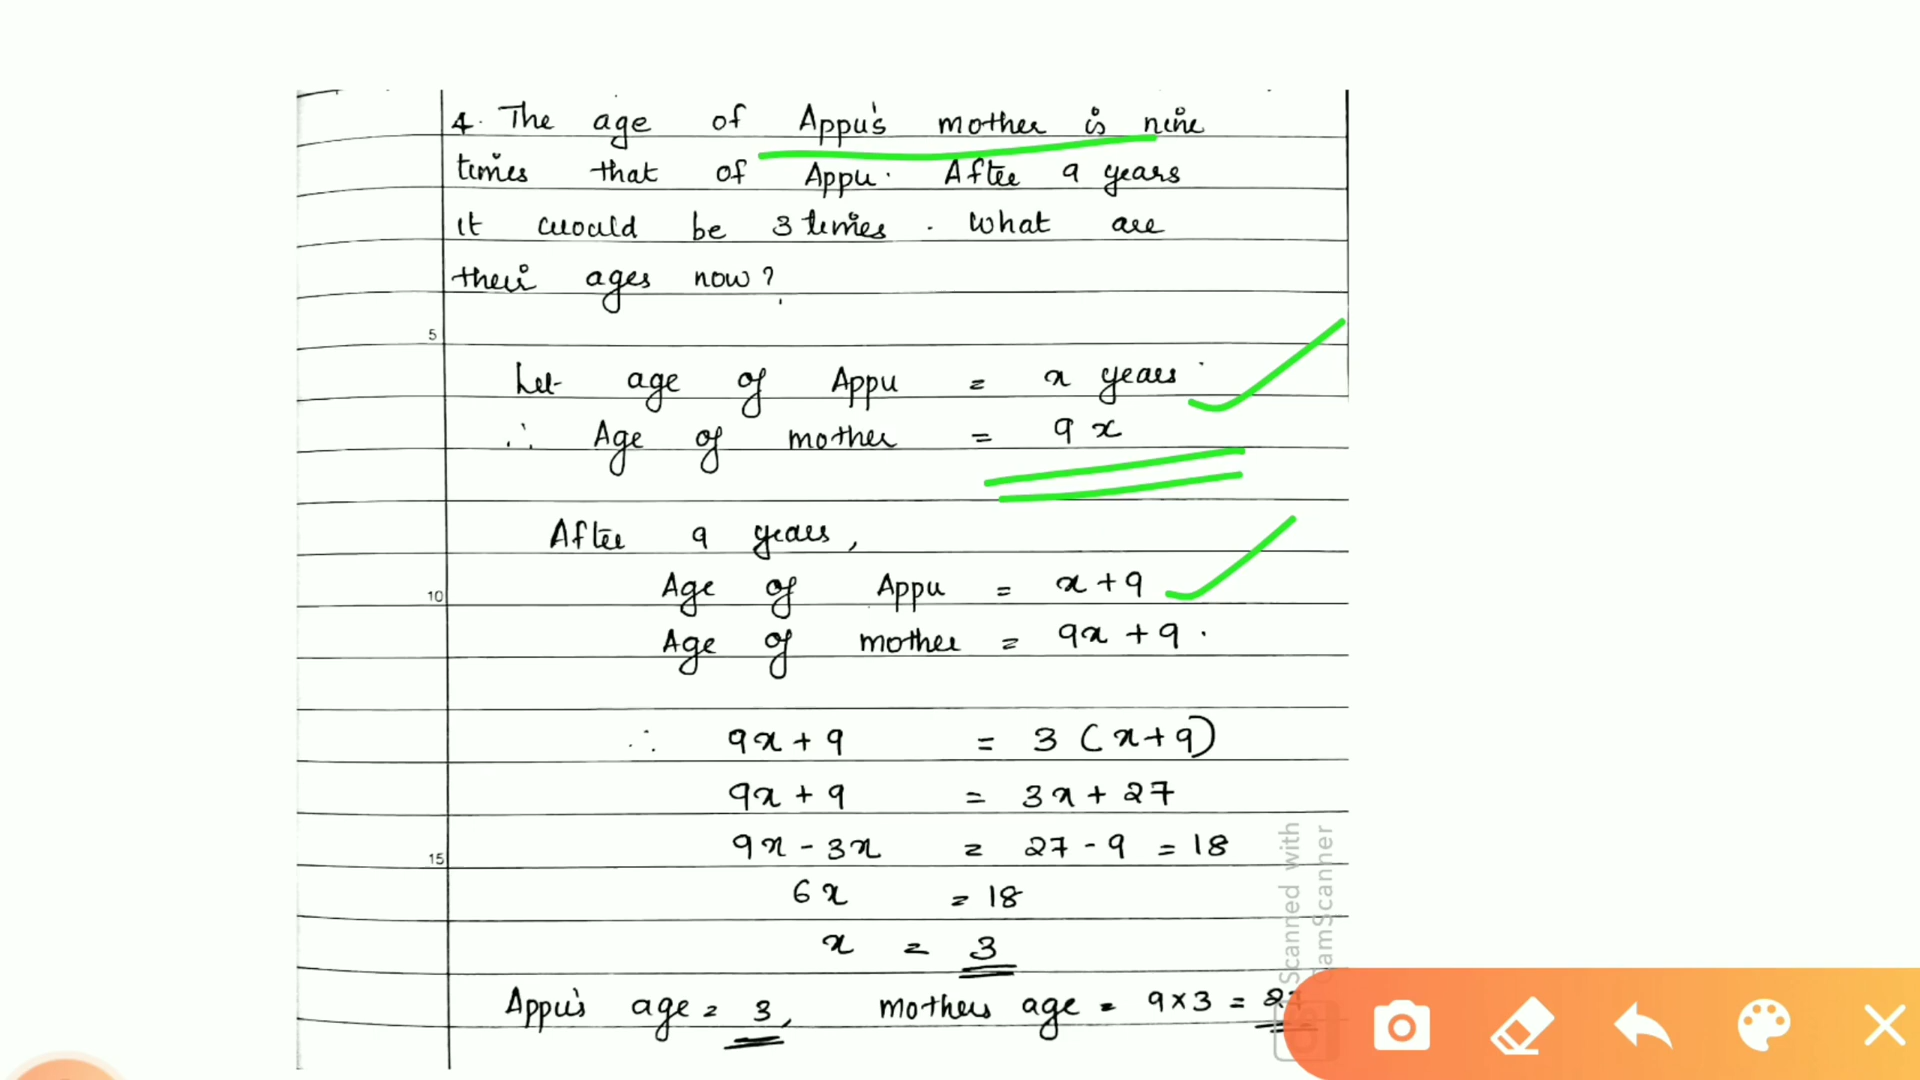 4. The age of Appu's mother is nine
times that of Appu. After 9 years
it would be 3 times. What are
their ages now?
5
Let age of Appu = x years.
∴ Age of mother = 9x
After 9 years,
10
Age of Appu = x+9
Age of mother = 9x+9.
∴ 9x+9 = 3(x+9)
9x+9 = 3x+27
15
9x-3x = 27-9 = 18
6x = 18
x = 3
Appu's age = 3, mothers age = 9x3 =
Scanned with
CamScanner